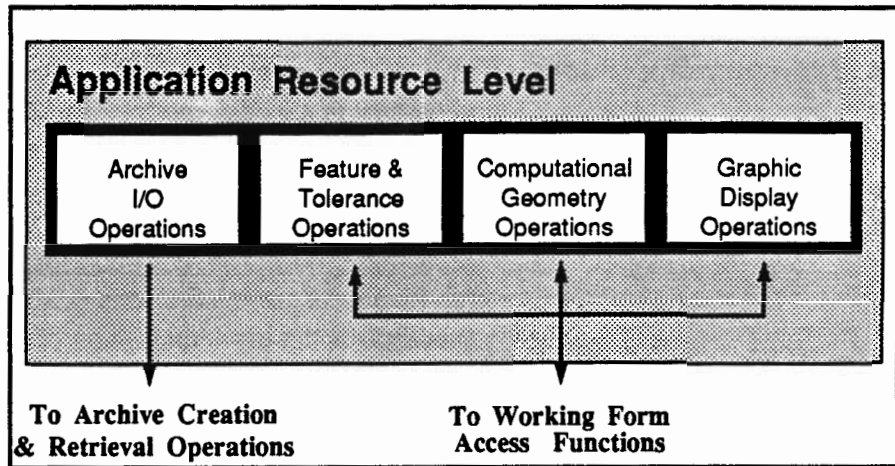 Application Resource Level
Archive
I/O
Operations
Feature &
Tolerance
Operations
Computational
Geometry
Operations
Graphic
Display
Operations
To Archive Creation
& Retrieval Operations
To Working Form
Access Functions